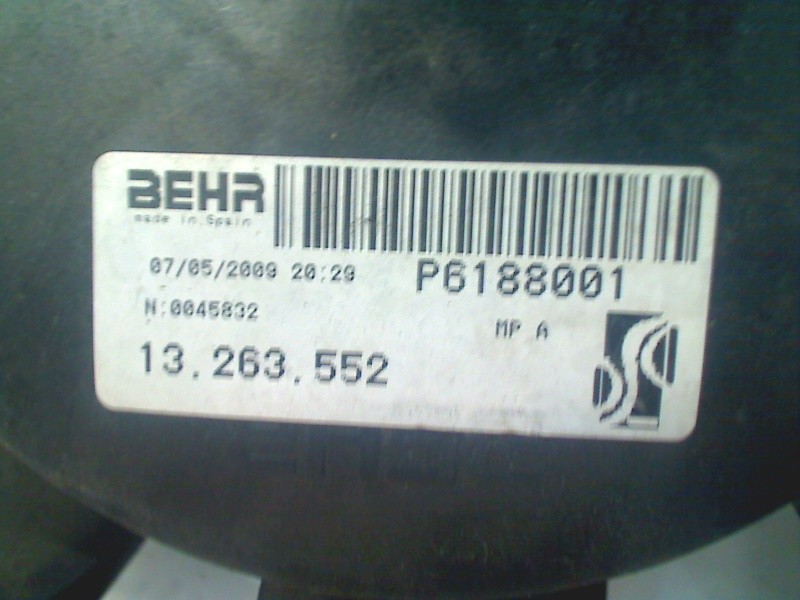 BEHR
made in Spain
07/05/2009 20:29 P6188001
N:0045832
MP A
13.263.552